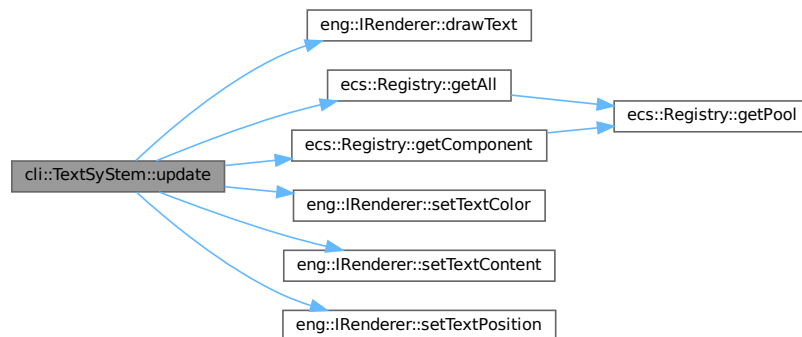 eng::IRenderer::drawText
ecs::Registry::getAll
ecs::Registry::getPool
ecs::Registry::getComponent
cli::TextSyStem::update
eng::IRenderer::setTextColor
eng::IRenderer::setTextContent
eng::IRenderer::setTextPosition